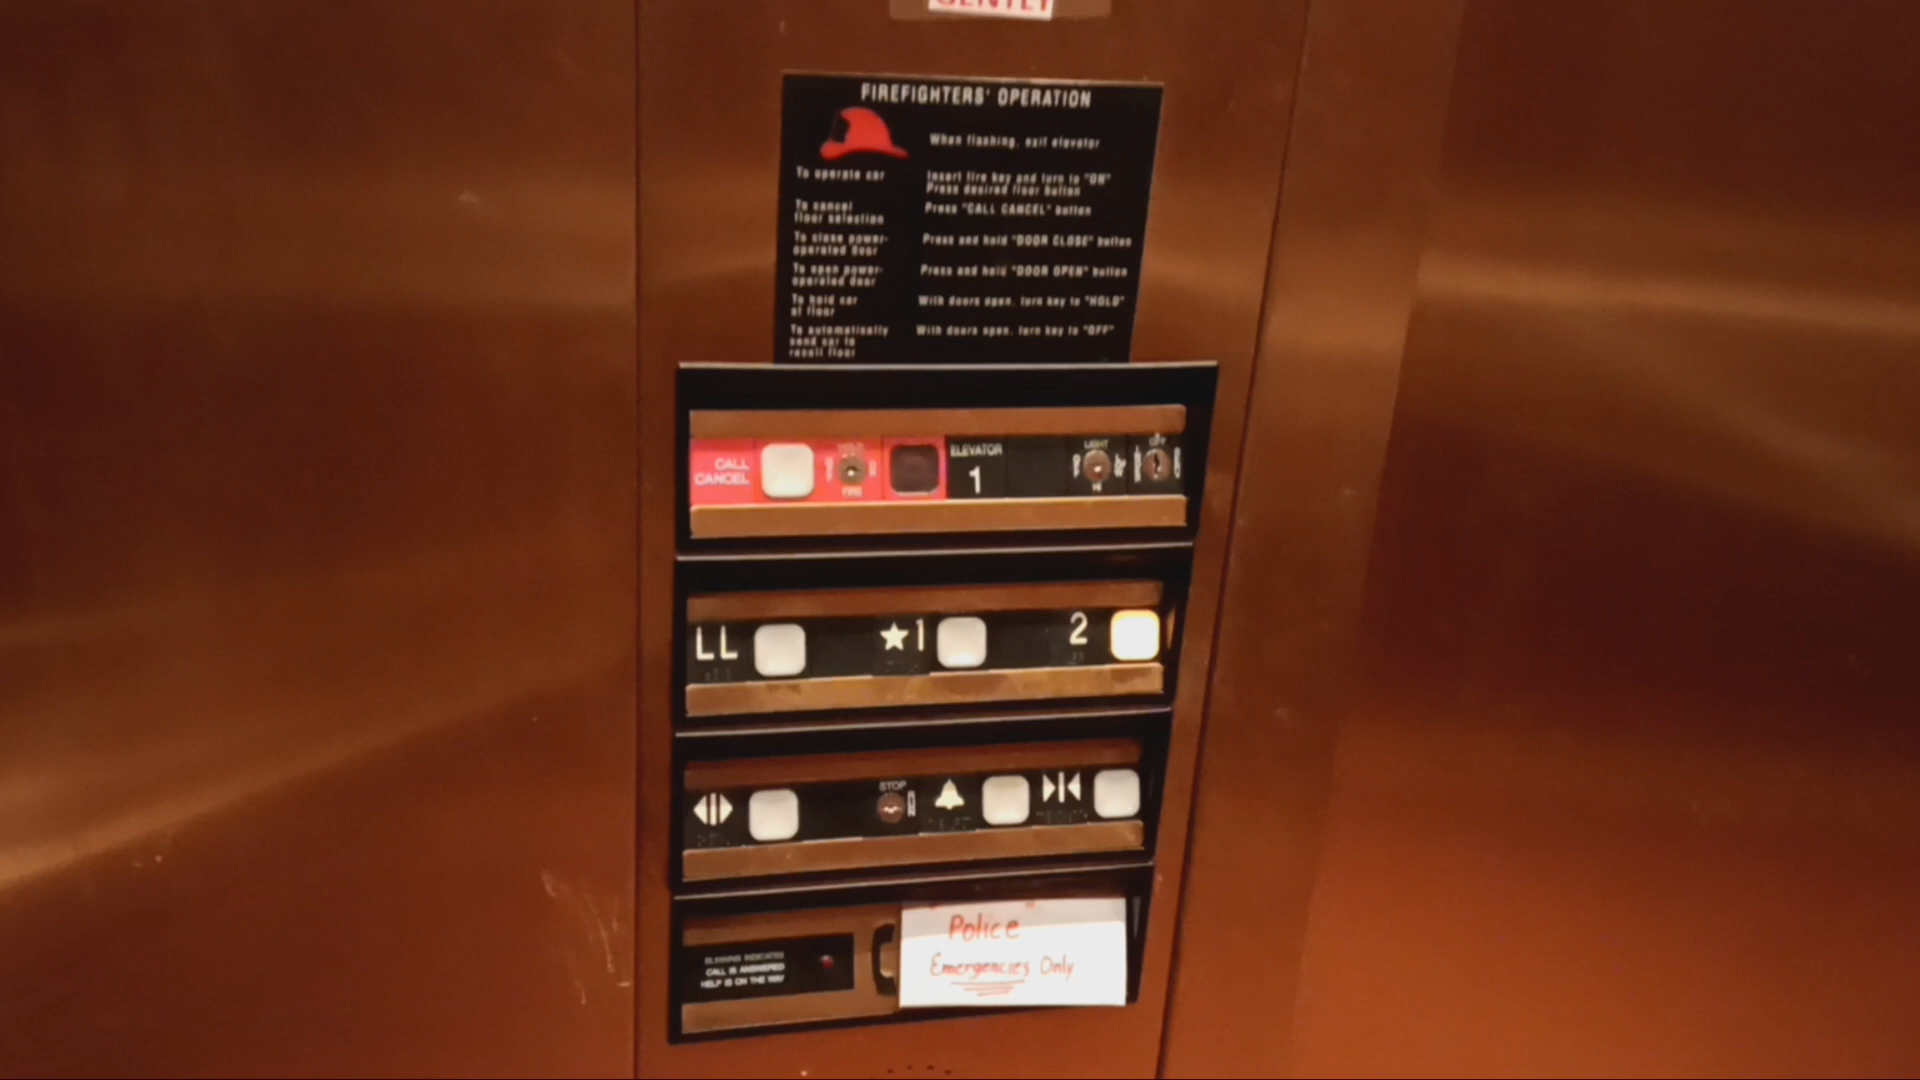 GENTLY
FIREFIGHTERS' OPERATION
When flashing, exit elevator
To operate car
Insert fire key and turn to "ON"
Press desired floor button
To cancel
floor selection
Press "CALL CANCEL" button
To close power-
operated door
Press and hold "DOOR CLOSE" button
To open power-
operated door
Press and hold "DOOR OPEN" button
To hold car
at floor
With doors open, turn key to "HOLD"
To automatically
send car to
recall floor
With doors open, turn key to "OFF"
CALL
CANCEL
HOLD
FIRE
ELEVATOR
1
LIGHT
HI
OFF
LL
★1
2
STOP
BLINKING INDICATES
CALL IS ANSWERED
HELP IS ON THE WAY
Police
Emergencies Only